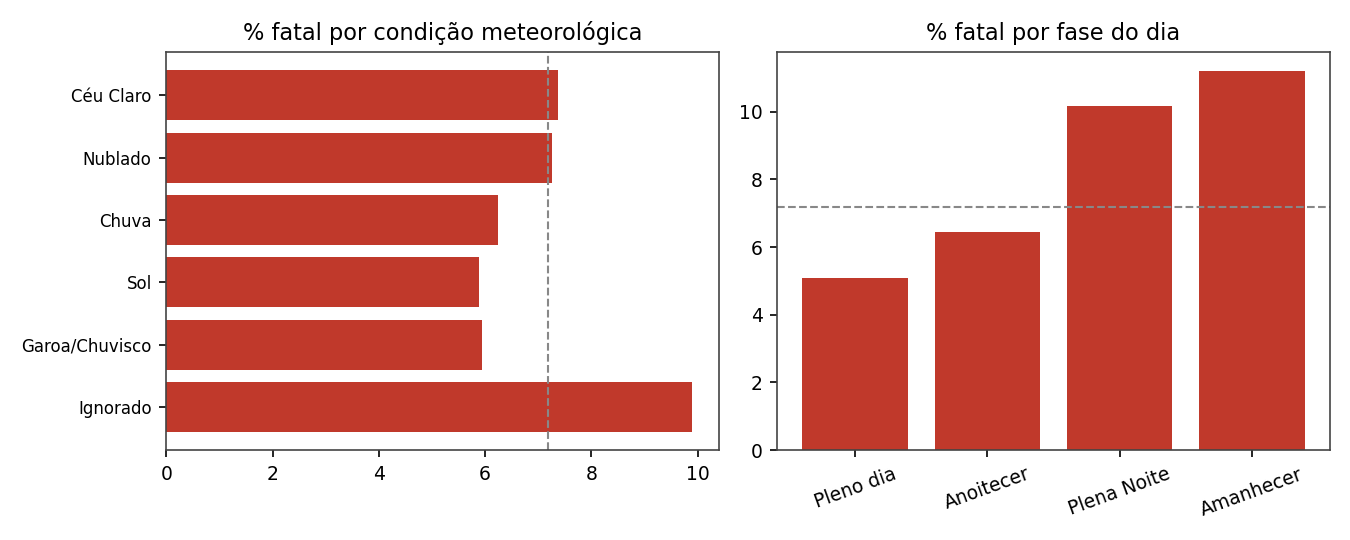 % fatal por condição meteorológica
Céu Claro
Nublado
Chuva
Sol
Garoa/Chuvisco
Ignorado
0 2 4 6 8 10
% fatal por fase do dia
10
8
6
4
2
0
Pleno dia Anoitecer Plena Noite Amanhecer